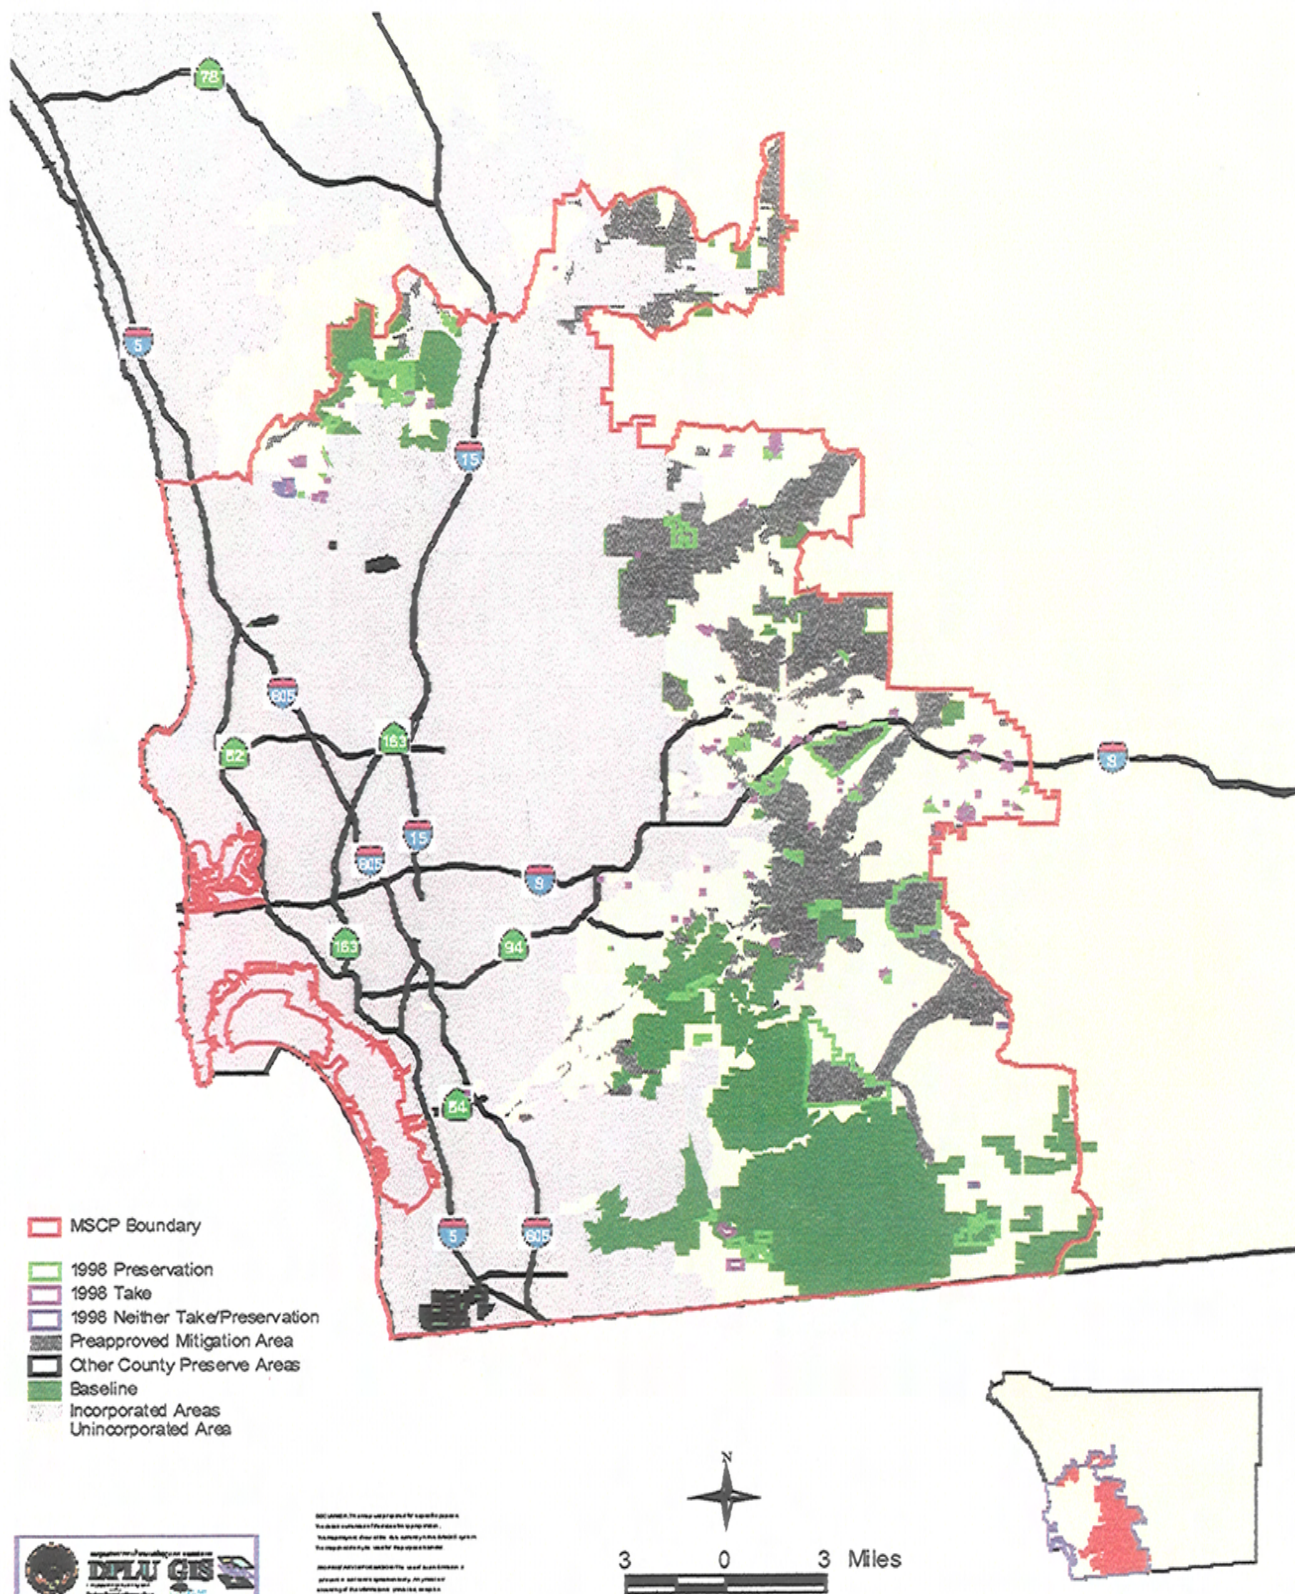 78
5
15
805
52
163
8
15
805
8
163
94
54
5
805
MSCP Boundary
1998 Preservation
1998 Take
1998 Neither Take/Preservation
Preapproved Mitigation Area
Other County Preserve Areas
Baseline
Incorporated Areas
Unincorporated Area
N
3 0 3 Miles
DPLU GIS